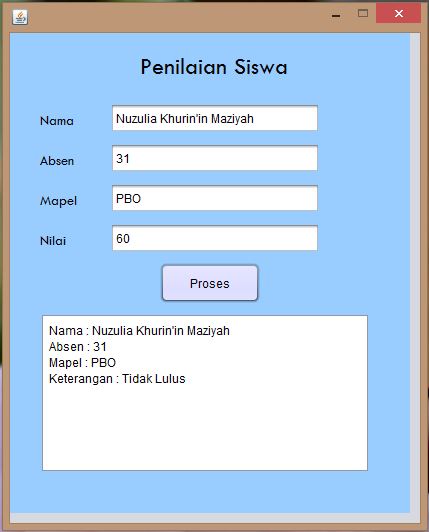 Penilaian Siswa
Nama Nuzulia Khurin'in Maziyah
Absen 31
Mapel PBO
Nilai 60
Proses
Nama : Nuzulia Khurin'in Maziyah
Absen : 31
Mapel : PBO
Keterangan : Tidak Lulus